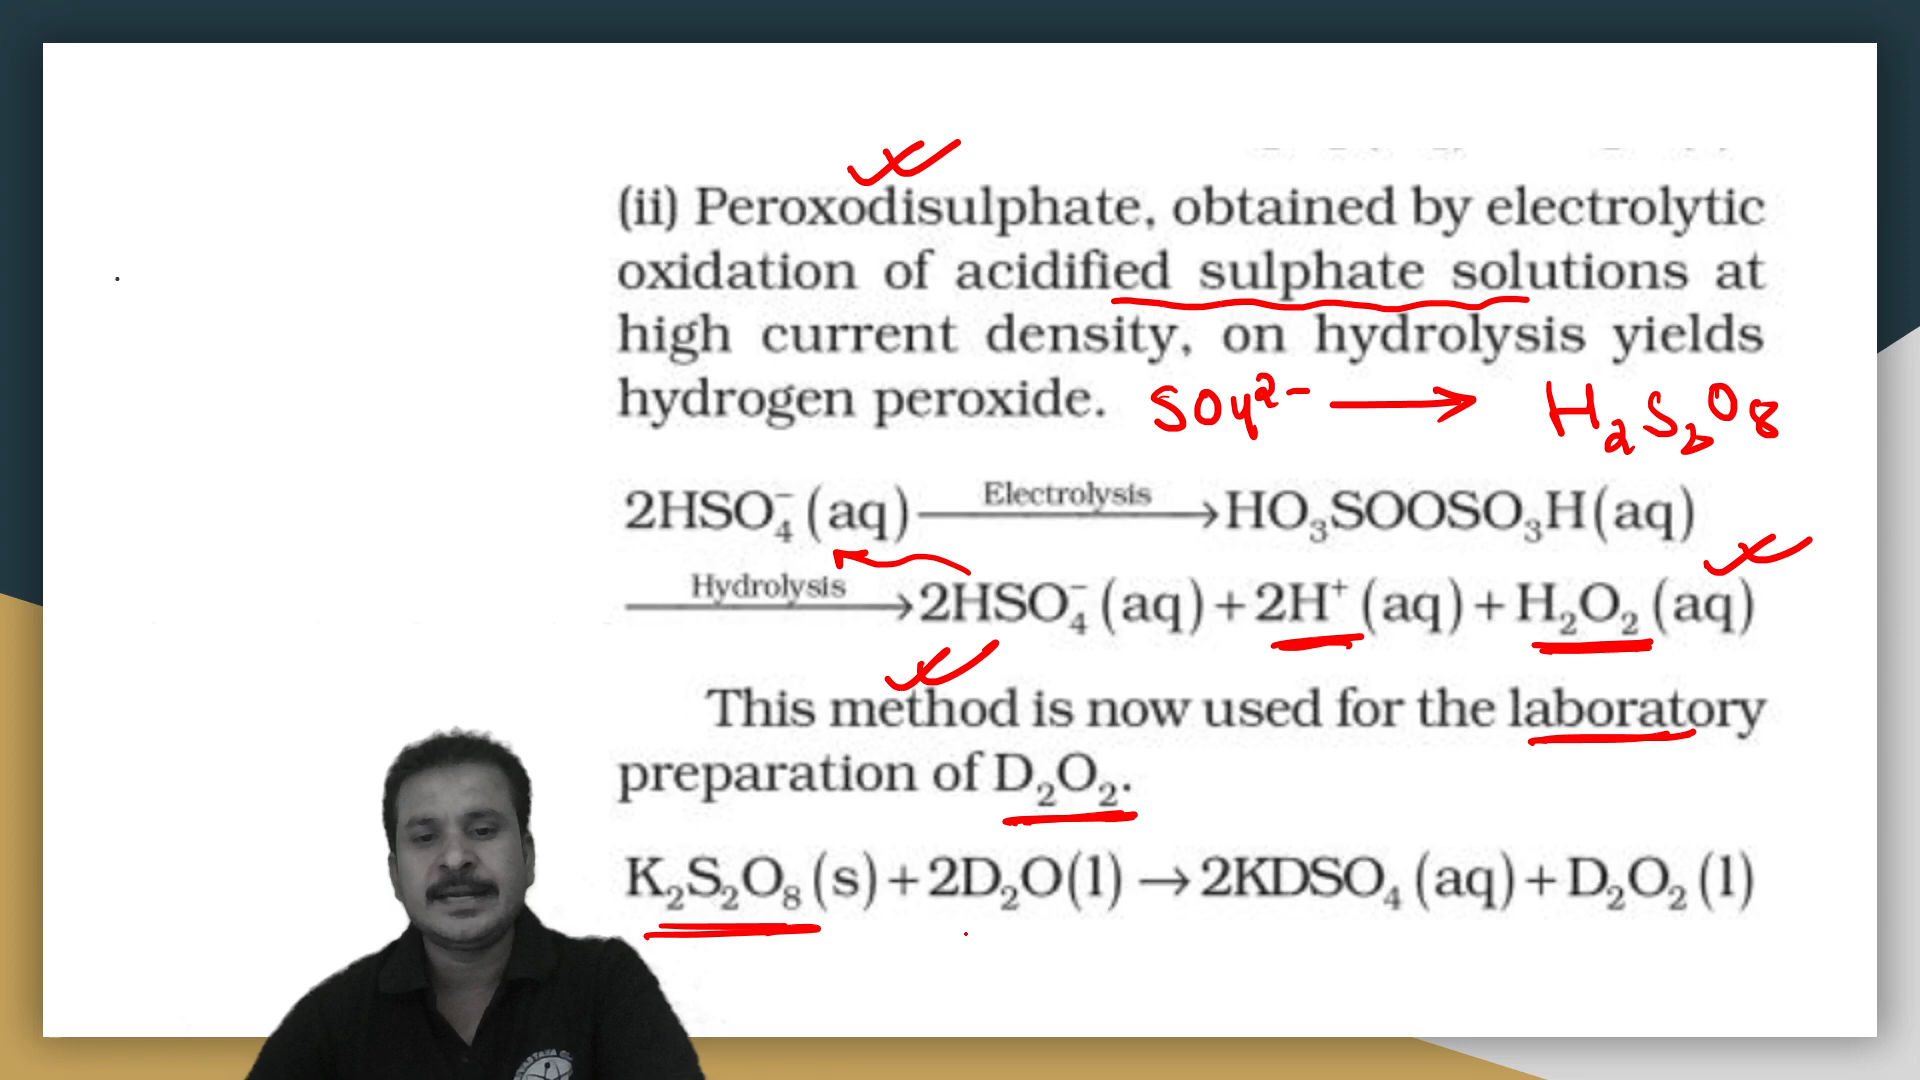 (ii) Peroxodisulphate, obtained by electrolytic
oxidation of acidified sulphate solutions at
high current density, on hydrolysis yields
hydrogen peroxide. SO4²⁻ ⟶ H₂S₂O₈
2HSO₄⁻(aq) —Electrolysis→ HO₃SOOSO₃H(aq)
—Hydrolysis→ 2HSO₄⁻(aq) + 2H⁺(aq) + H₂O₂(aq)
This method is now used for the laboratory
preparation of D₂O₂.
K₂S₂O₈(s) + 2D₂O(l) → 2KDSO₄(aq) + D₂O₂(l)